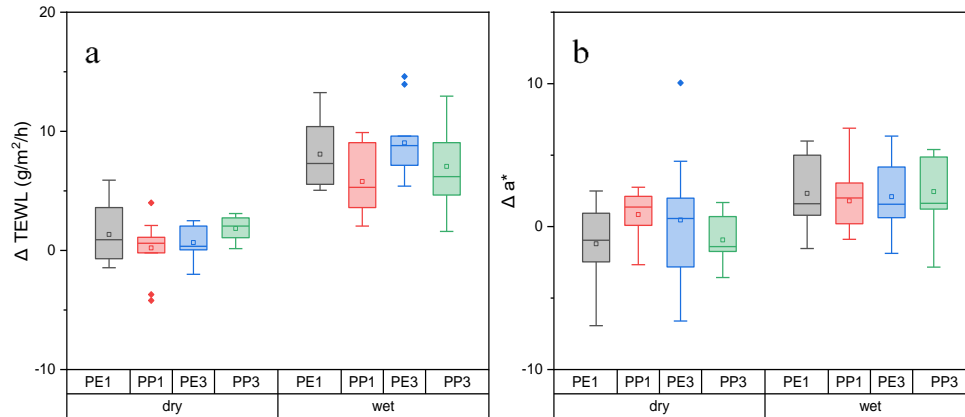 20
10
0
-10
Δ TEWL (g/m²/h)
a
PE1 PP1 PE3 PP3 PE1 PP1 PE3 PP3
dry wet
10
0
-10
Δ a*
b
PE1 PP1 PE3 PP3 PE1 PP1 PE3 PP3
dry wet